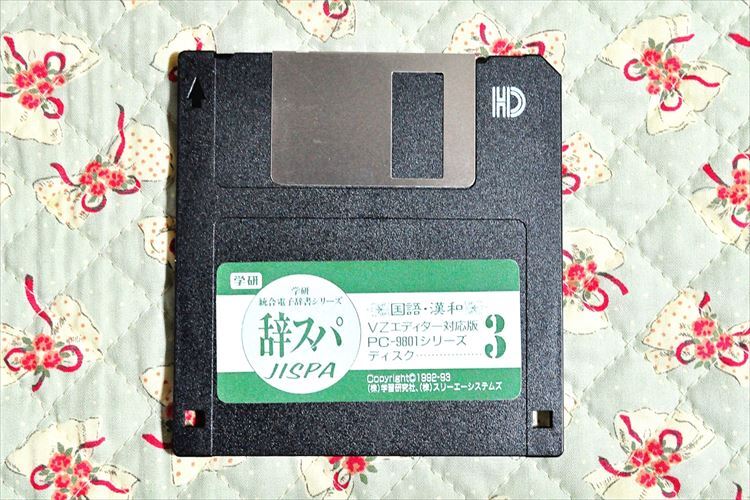 HD
学研
学研
統合電子辞書シリーズ
辞スパ
JISPA
国語・漢和
VZエディター対応版
PC-9801シリーズ
ディスク………………3
Copyright©1992-93
(株)学習研究社、(株)スリーエーシステムズ